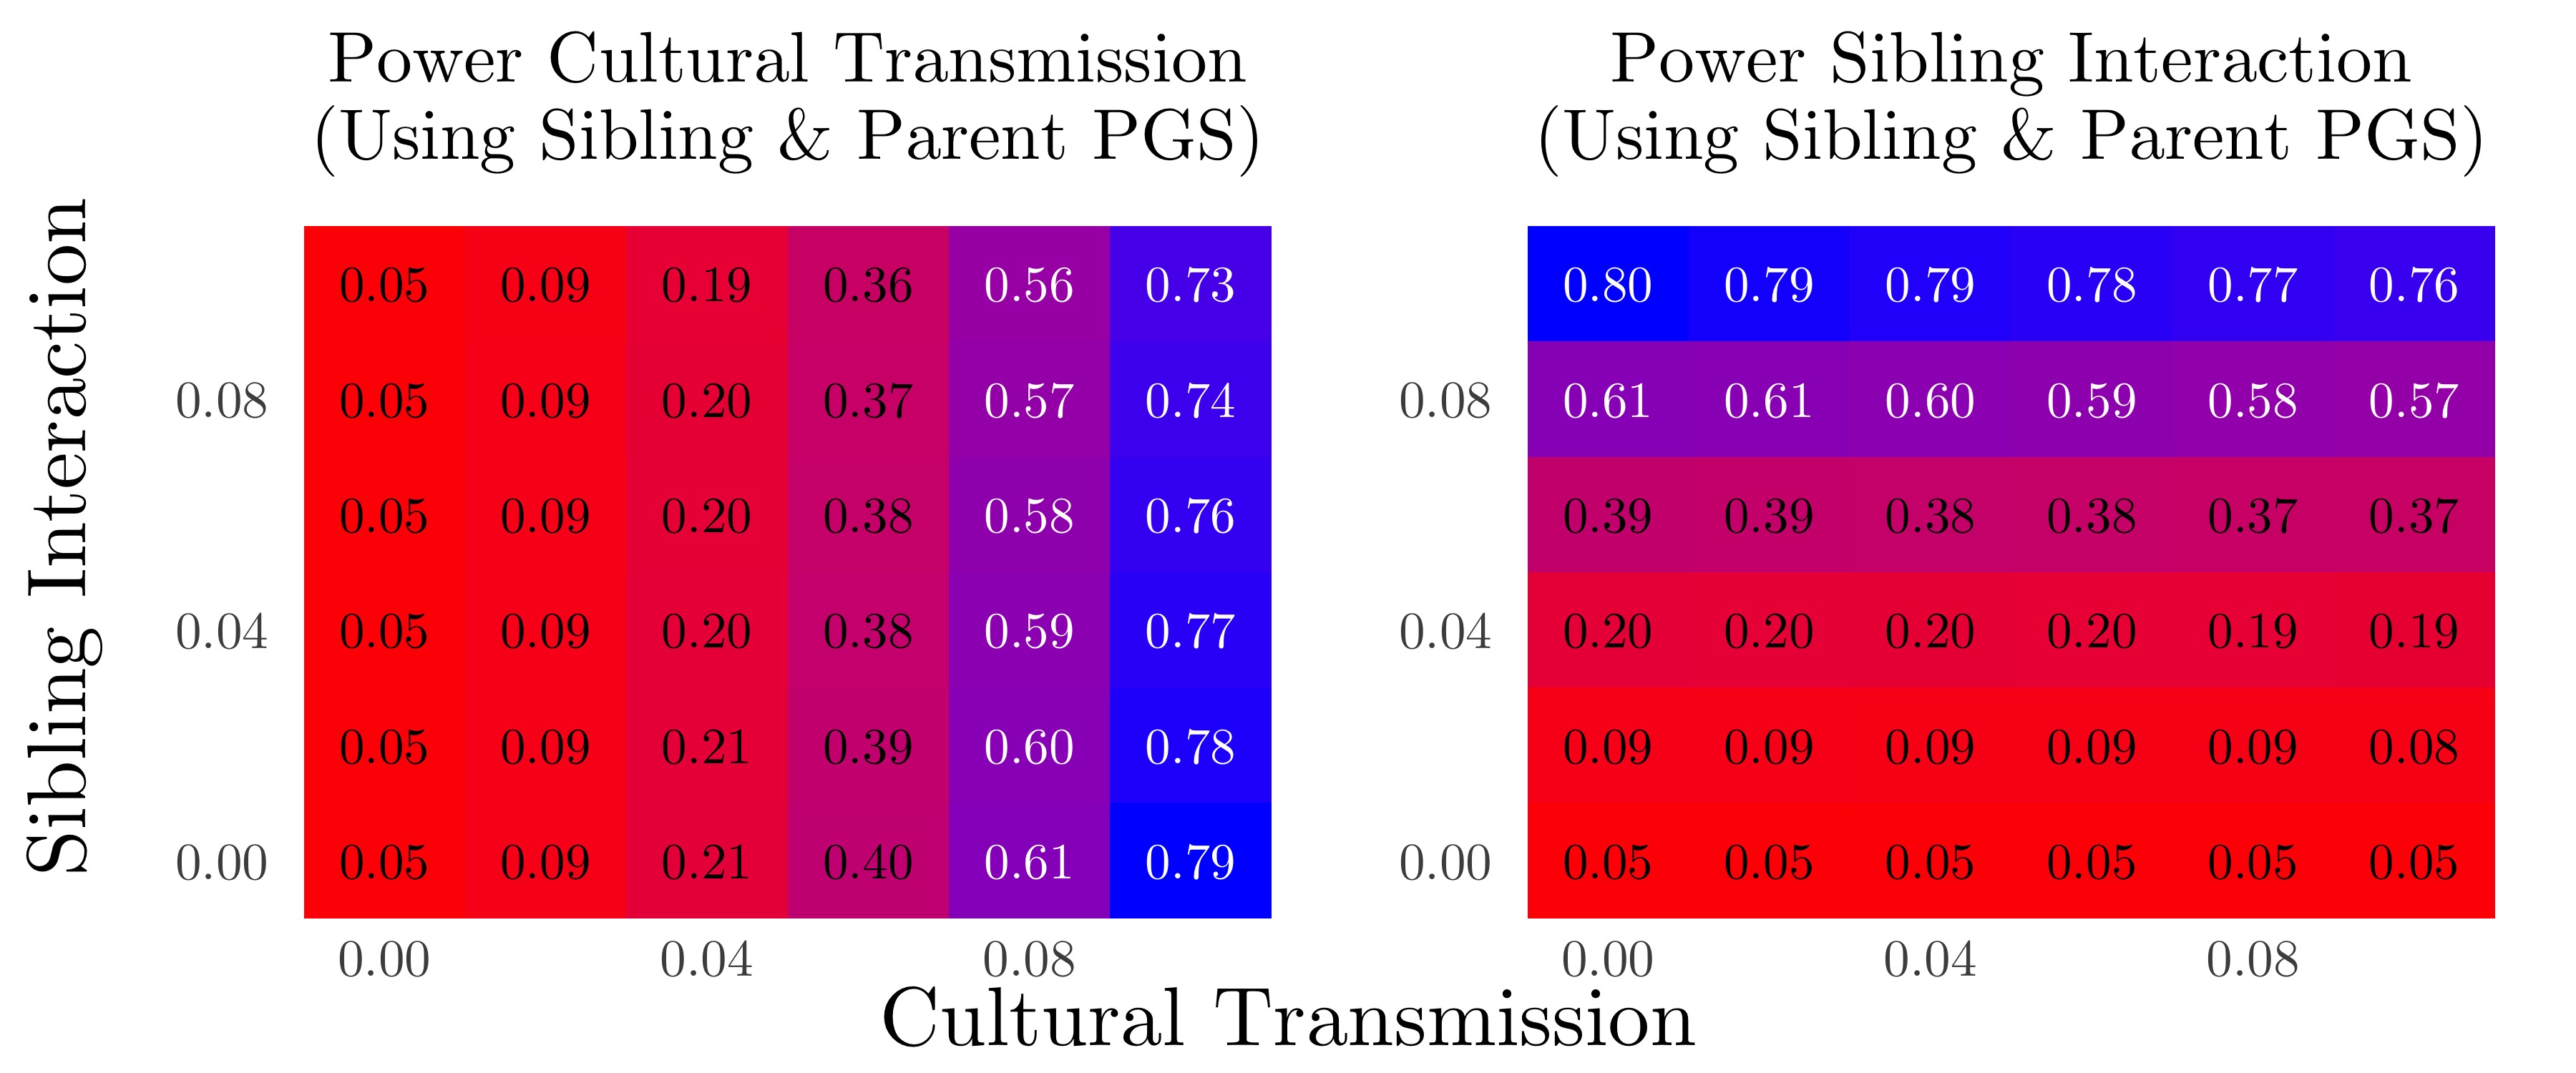 Power Cultural Transmission
(Using Sibling & Parent PGS)
Power Sibling Interaction
(Using Sibling & Parent PGS)
Sibling Interaction
0.05 0.09 0.19 0.36 0.56 0.73
0.08 0.05 0.09 0.20 0.37 0.57 0.74
0.05 0.09 0.20 0.38 0.58 0.76
0.04 0.05 0.09 0.20 0.38 0.59 0.77
0.05 0.09 0.21 0.39 0.60 0.78
0.00 0.05 0.09 0.21 0.40 0.61 0.79
0.00 0.04 0.08
0.80 0.79 0.79 0.78 0.77 0.76
0.08 0.61 0.61 0.60 0.59 0.58 0.57
0.39 0.39 0.38 0.38 0.37 0.37
0.04 0.20 0.20 0.20 0.20 0.19 0.19
0.09 0.09 0.09 0.09 0.09 0.08
0.00 0.05 0.05 0.05 0.05 0.05 0.05
0.00 0.04 0.08
Cultural Transmission